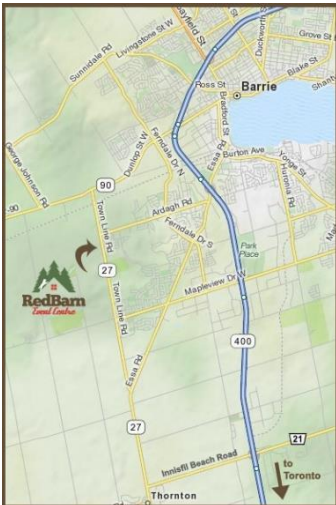 Livingstone St W
Bayfield St
Duckworth St
Grove St
Sunnidale Rd
Ross St
Blake St
Barrie
Bradford St
Dunlop St W
Ferndale Dr N
George Johnson Rd
Essa Rd
Burton Ave
Yonge St
Huronia Rd
90
Ardagh Rd
Town Line Rd
Ferndale Dr S
Park
Place
27
RedBarn
Event Centre
Town Line Rd
Mapleview Dr W
400
Essa Rd
27
21
Innisfil Beach Road
to
Toronto
Thornton